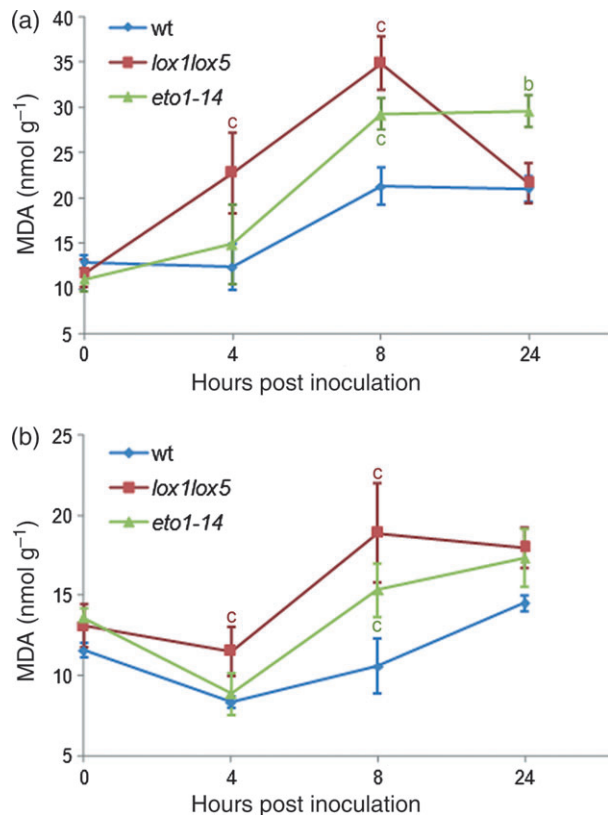 (a)
40
35
30
25
20
15
10
5
MDA (nmol g⁻¹)
wt
lox1lox5
eto1-14
c
c
c
b
0 4 8 24
Hours post inoculation
(b)
25
20
15
10
5
MDA (nmol g⁻¹)
wt
lox1lox5
eto1-14
c
c
c
0 4 8 24
Hours post inoculation